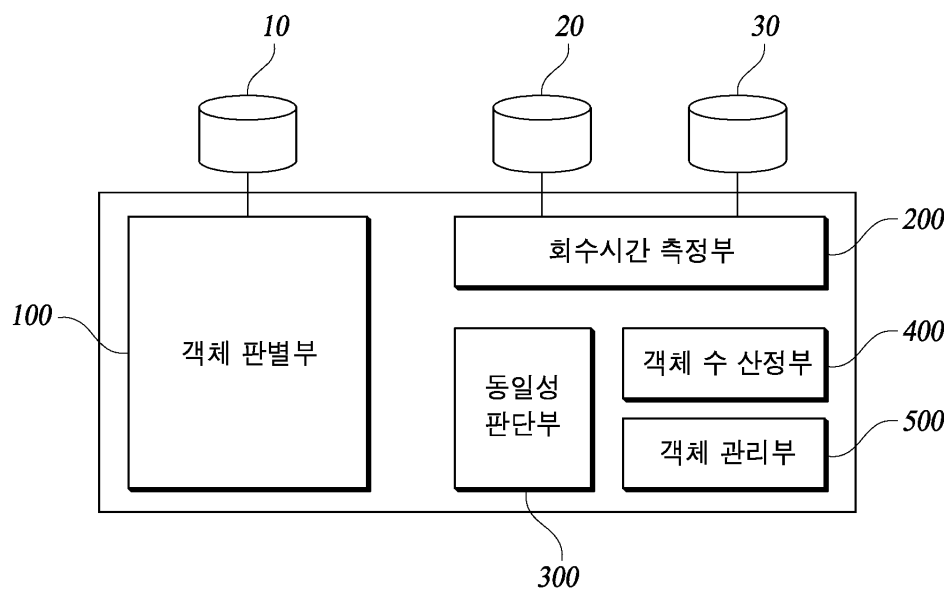 10
20
30
회수시간 측정부
200
100
객체 판별부
동일성
판단부
객체 수 산정부
400
객체 관리부
500
300